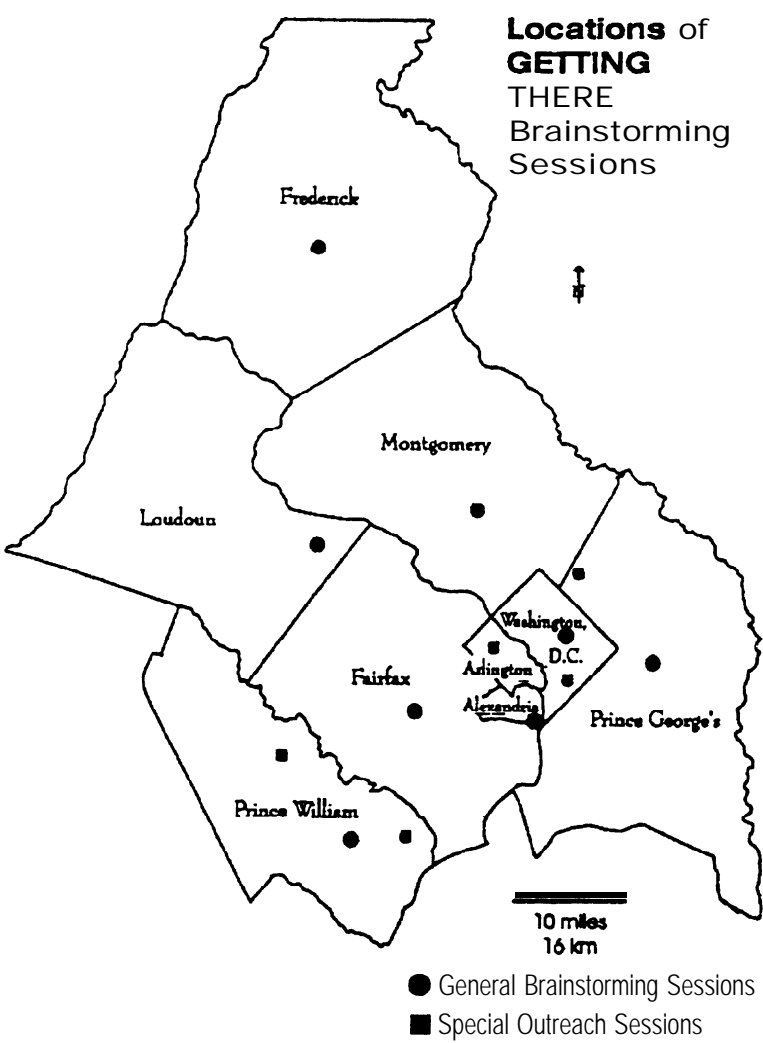 Locations of
GETTING
THERE
Brainstorming
Sessions
Frederick
N
Montgomery
Loudoun
Washington,
D.C.
Arlington
Fairfax
Alexandria
Prince George's
Prince William
10 miles
16 km
General Brainstorming Sessions
Special Outreach Sessions